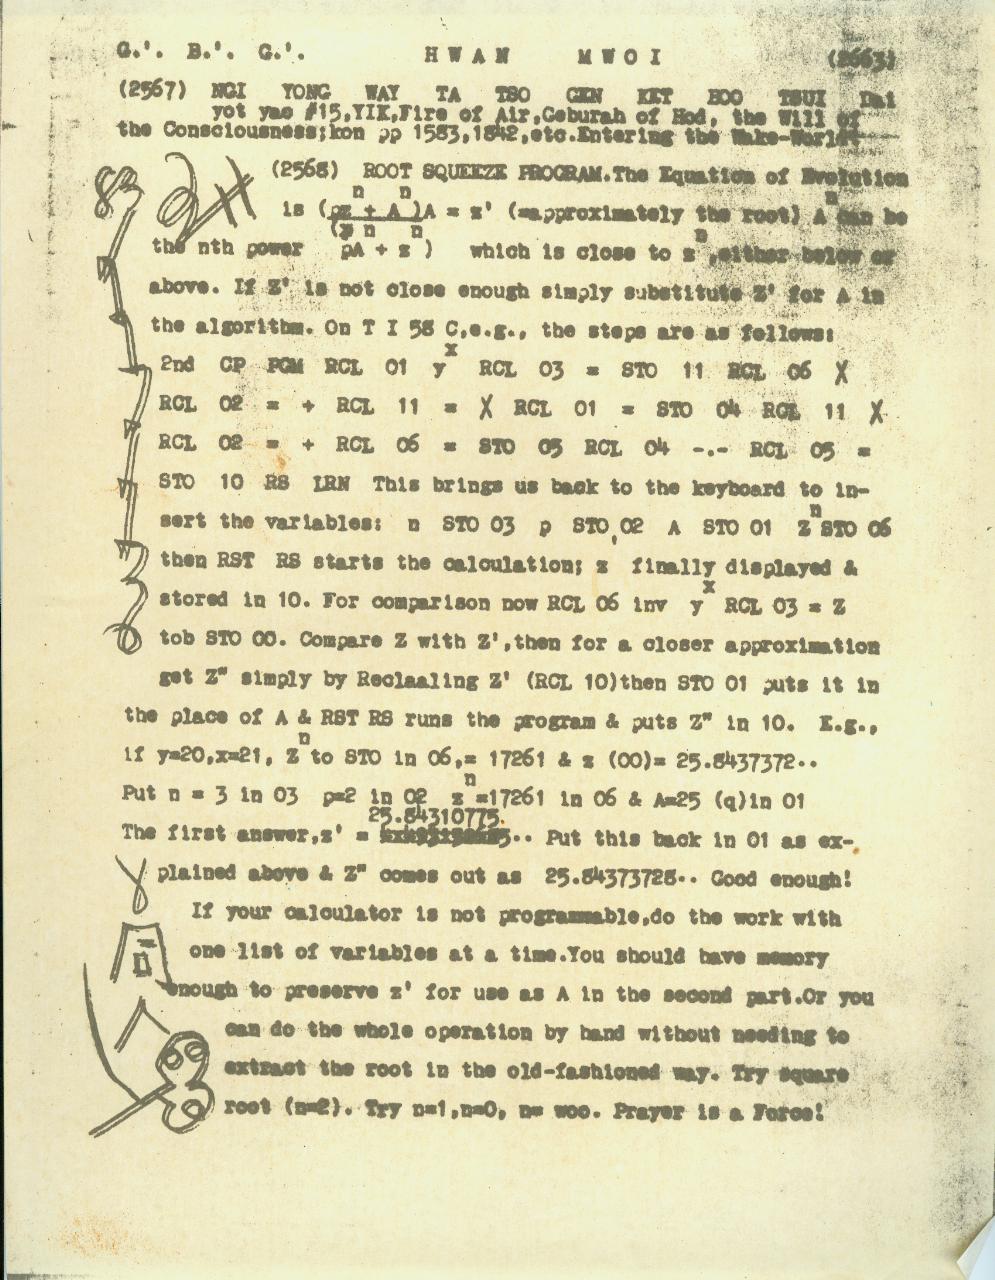 G.'. B.'. G.'. HWAN MWOI (2663)
(2567) NGI YONG WAY TA TSO GEN KET HOO TSUI Dai
yot yao #15,YIK,Fire of Air,Geburah of Hod, the Will of
the Consciousness;kon pp 1583,1842,etc.Entering the Wake-World
(2568) ROOT SQUEEZE PROGRAM.The Equation of Evolution
n n n
is (pz + A )A = z' (=approximately the root) A can be
( n n n
the nth power pA + z ) which is close to z ,either below or
above. If Z' is not close enough simply substitute Z' for A in
the algorithm. On T I 58 C,e.g., the steps are as follows:
x
2nd CP PGM RCL 01 y RCL 03 = STO 11 RCL 06 X
RCL 02 = + RCL 11 = X RCL 01 = STO 04 RCL 11 X
RCL 02 = + RCL 06 = STO 05 RCL 04 -.- RCL 05 =
STO 10 RS LRN This brings us back to the keyboard to in-
n
sert the variables: n STO 03 p STO 02 A STO 01 Z STO 06
then RST RS starts the calculation; z' finally displayed &
x
stored in 10. For comparison now RCL 06 inv y RCL 03 = Z
tob STO 00. Compare Z with Z',then for a closer approximation
get Z" simply by Reclaaling Z' (RCL 10)then STO 01 puts it in
the place of A & RST RS runs the program & puts Z" in 10. E.g.,
n
if y=20,x=21, Z to STO in 06,= 17261 & z (00)= 25.8437372..
n
Put n = 3 in 03 p=2 in 02 z =17261 in 06 & A=25 (q)in 01
25.84310775.
The first answer,z' = .. Put this back in 01 as ex-
plained above & Z" comes out as 25.84373728.. Good enough!
If your calculator is not programmable,do the work with
one list of variables at a time.You should have memory
enough to preserve z' for use as A in the second part.Or you
can do the whole operation by hand without needing to
extract the root in the old-fashioned way. Try square
root (n=2). Try n=1,n=0, n= woo. Prayer is a Force!